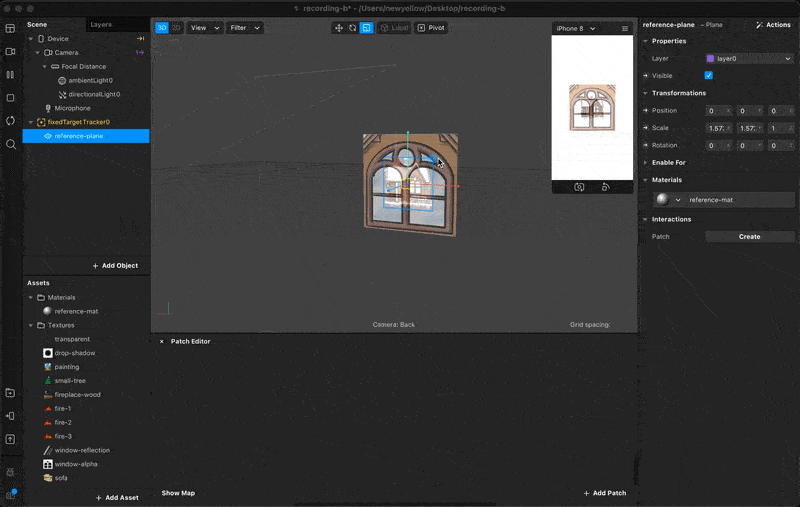 recording-b* - /Users/newyellow/Desktop/recording-b
Scene
Layers
Device
Camera
Focal Distance
ambientLight0
directionalLight0
Microphone
fixedTargetTracker0
reference-plane
+ Add Object
Assets
Materials
reference-mat
Textures
transparent
drop-shadow
painting
small-tree
fireplace-wood
fire-1
fire-2
fire-3
window-reflection
window-alpha
sofa
+ Add Asset
3D 2D View Filter
Local
Pivot
iPhone 8
Camera: Back
Grid spacing:
× Patch Editor
Show Map
+ Add Patch
reference-plane – Plane
Actions
Properties
Layer layer0
Visible
Transformations
Position 0 X 0 Y 0 Z
Scale 1.57: 1.57: 1
Rotation 0 X 0 Y 0 Z
Enable For
Materials
reference-mat
Interactions
Patch Create